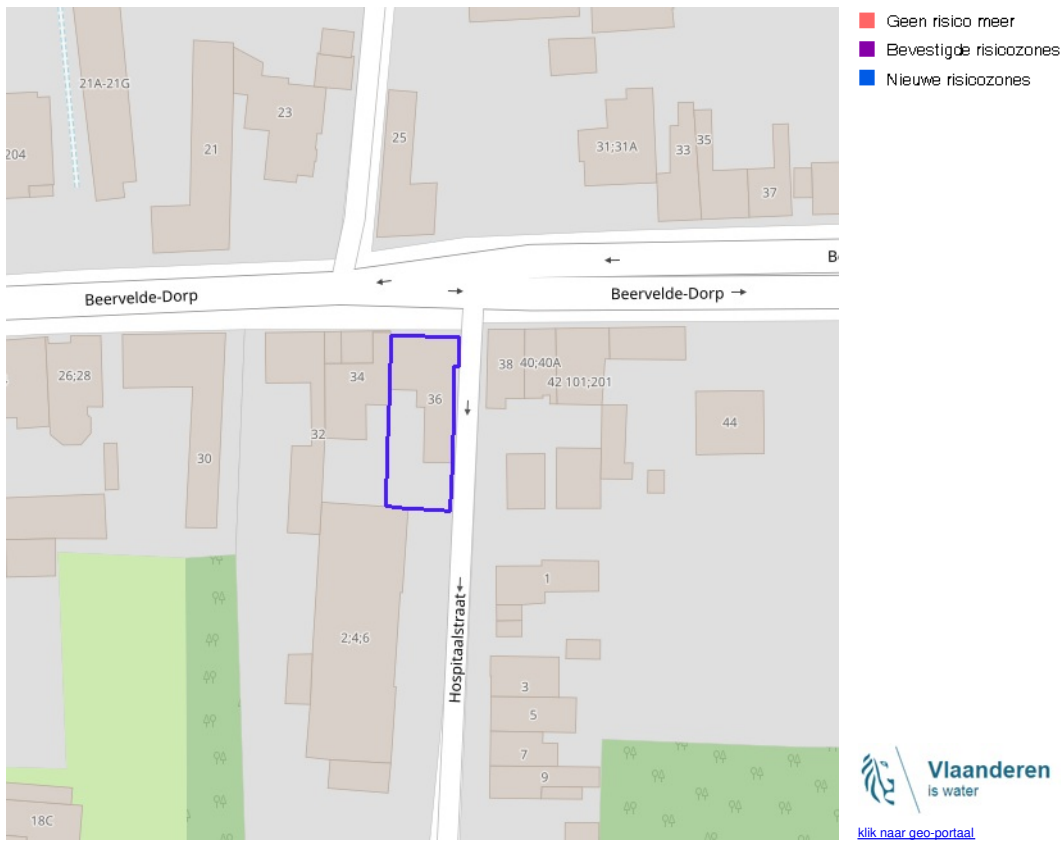 Geen risico meer
Bevestigde risicozones
Nieuwe risicozones
21A-21G
23
204
21
25
31;31A
33
35
37
Beervelde-Dorp
Beervelde-Dorp
26;28
34
36
38
40;40A
42
101;201
44
32
30
1
2;4;6
Hospitaalstraat
3
5
7
9
18C
Vlaanderen
is water
klik naar geo-portaal